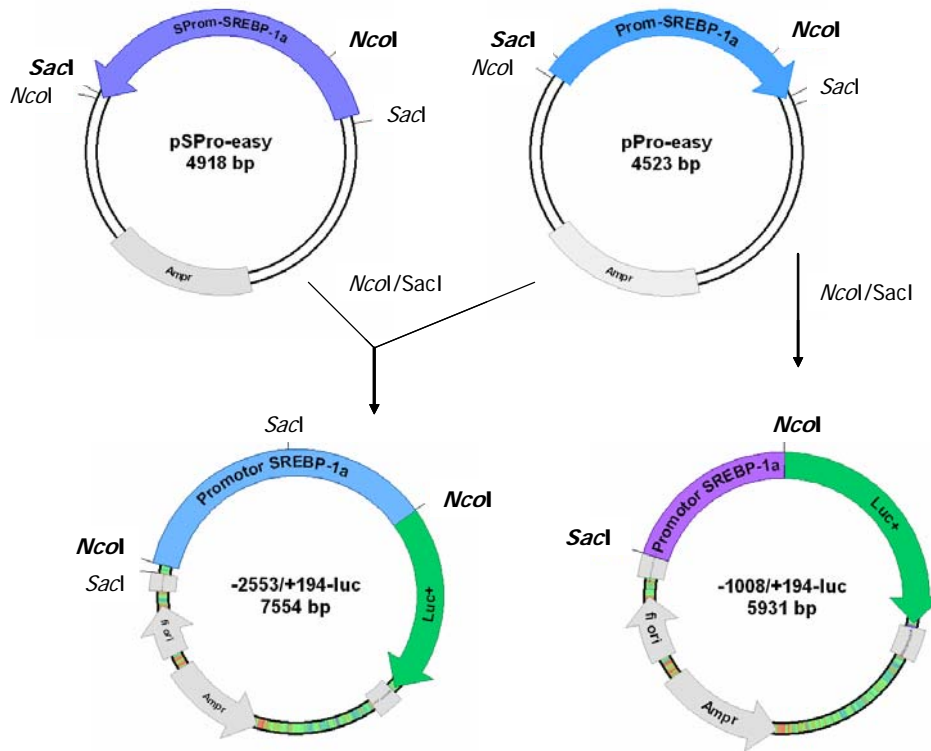 SProm-SREBP-1a
NcoI
SacI
NcoI
SacI
pSPro-easy
4918 bp
Ampr
Prom-SREBP-1a
NcoI
SacI
NcoI
SacI
pPro-easy
4523 bp
Ampr
NcoI/SacI
NcoI/SacI
SacI
Promotor SREBP-1a
NcoI
NcoI
SacI
-2553/+194-luc
7554 bp
Luc+
fi ori
Ampr
NcoI
Promotor SREBP-1a
Luc+
SacI
-1008/+194-luc
5931 bp
fi ori
Ampr